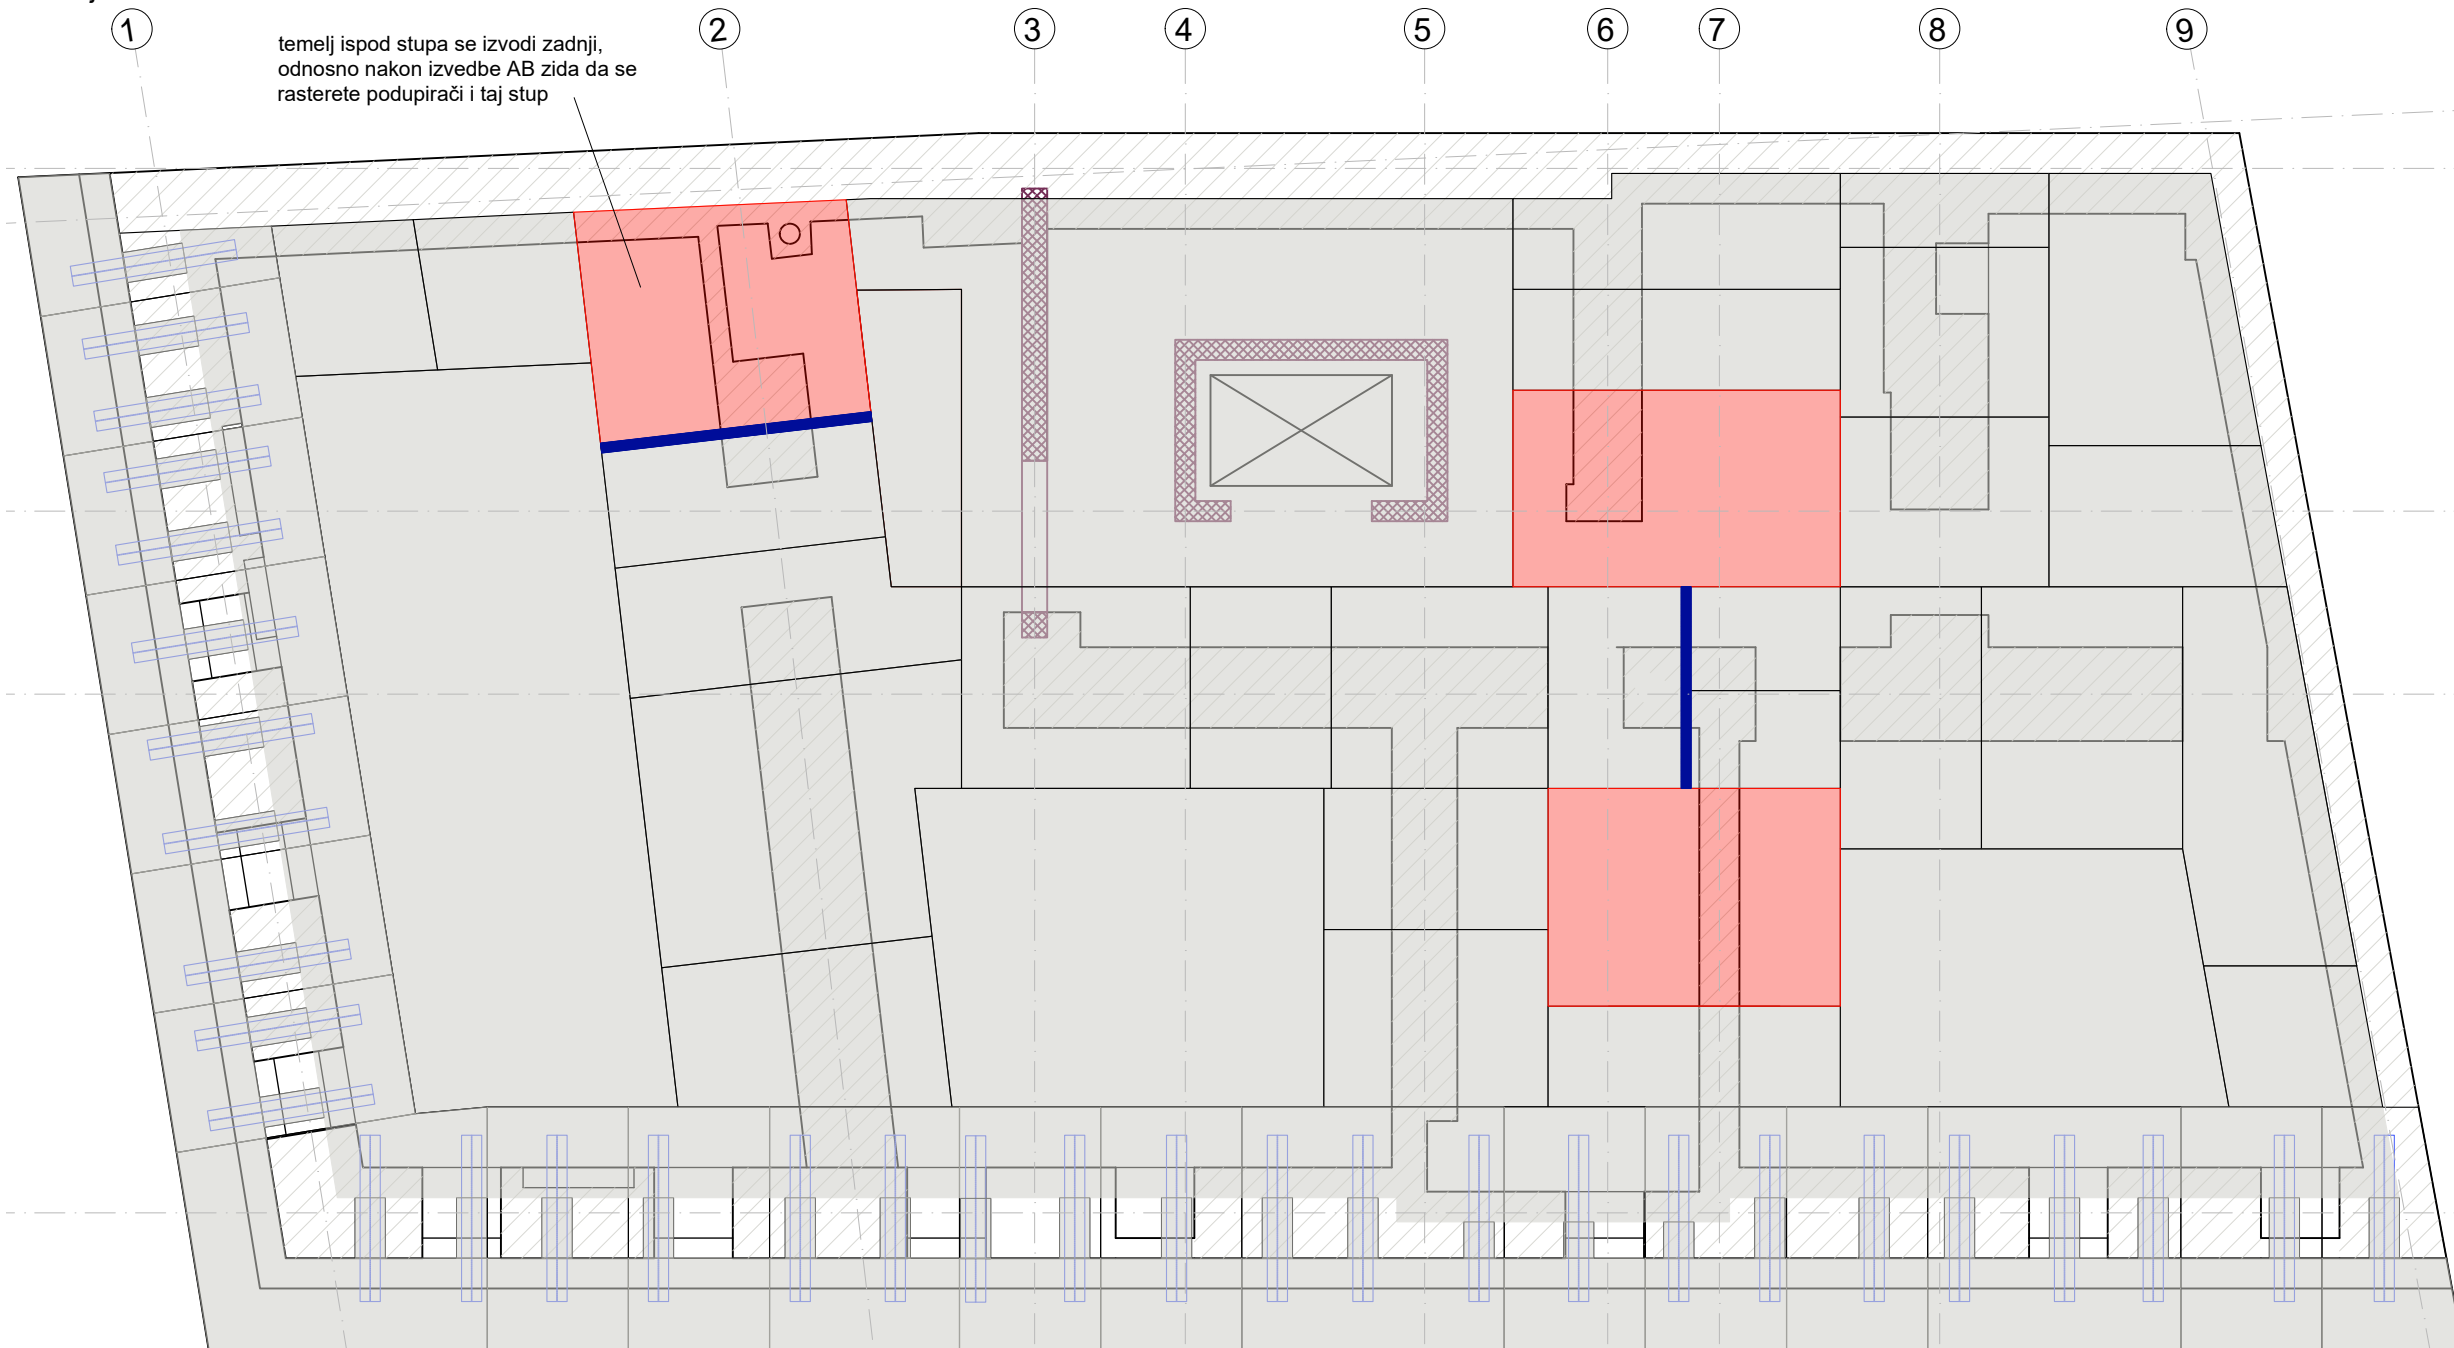 1 2 3 4 5 6 7 8 9
temelj ispod stupa se izvodi zadnji,
odnosno nakon izvedbe AB zida da se
rasterete podupirači i taj stup